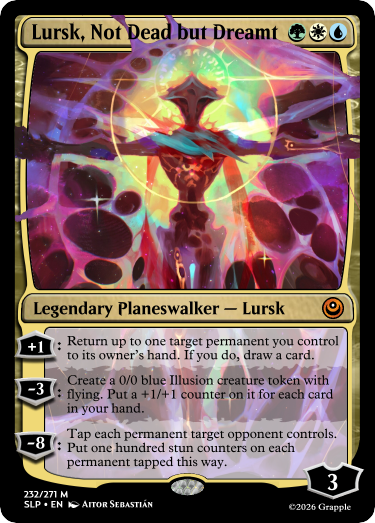 Lursk, Not Dead but Dreamt
Legendary Planeswalker — Lursk
+1: Return up to one target permanent you control
to its owner's hand. If you do, draw a card.
-3: Create a 0/0 blue Illusion creature token with
flying. Put a +1/+1 counter on it for each card
in your hand.
-8: Tap each permanent target opponent controls.
Put one hundred stun counters on each
permanent tapped this way.
3
232/271 M
SLP • EN Aitor Sebastián
©2026 Grapple